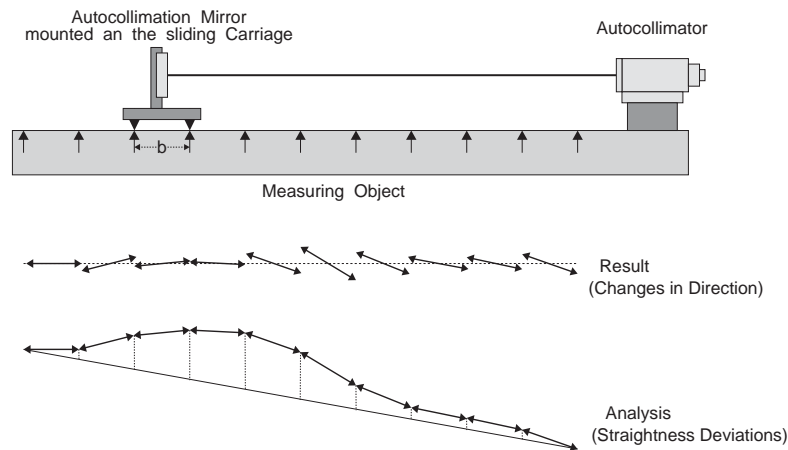 Autocollimation Mirror
mounted an the sliding Carriage
Autocollimator
b
Measuring Object
Result
(Changes in Direction)
Analysis
(Straightness Deviations)